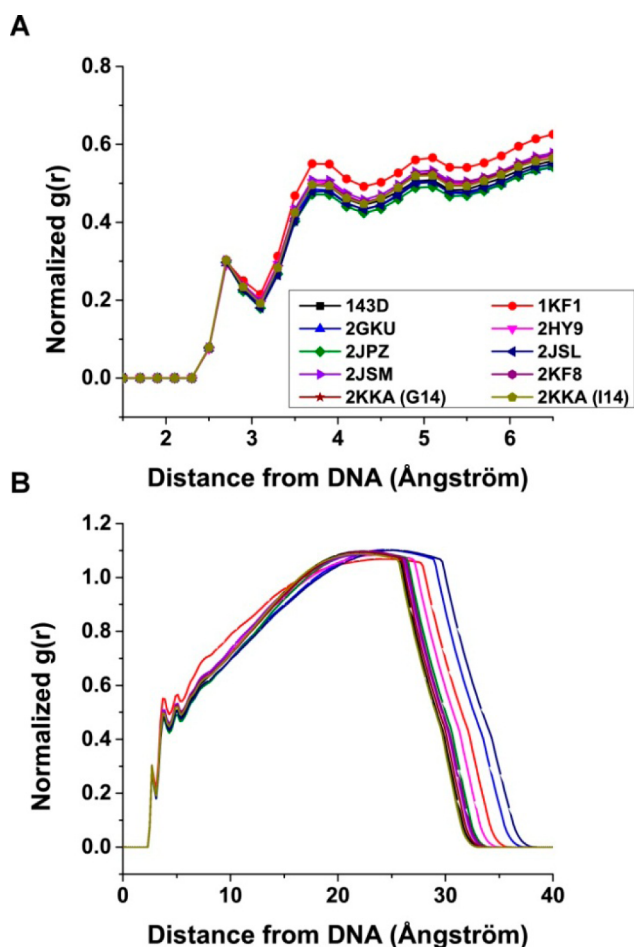 A
Normalized g(r)
0.8
0.6
0.4
0.2
0.0
143D 1KF1
2GKU 2HY9
2JPZ 2JSL
2JSM 2KF8
2KKA (G14) 2KKA (I14)
2 3 4 5 6
Distance from DNA (Ångström)
B
Normalized g(r)
1.2
1.0
0.8
0.6
0.4
0.2
0.0
0 10 20 30 40
Distance from DNA (Ångström)